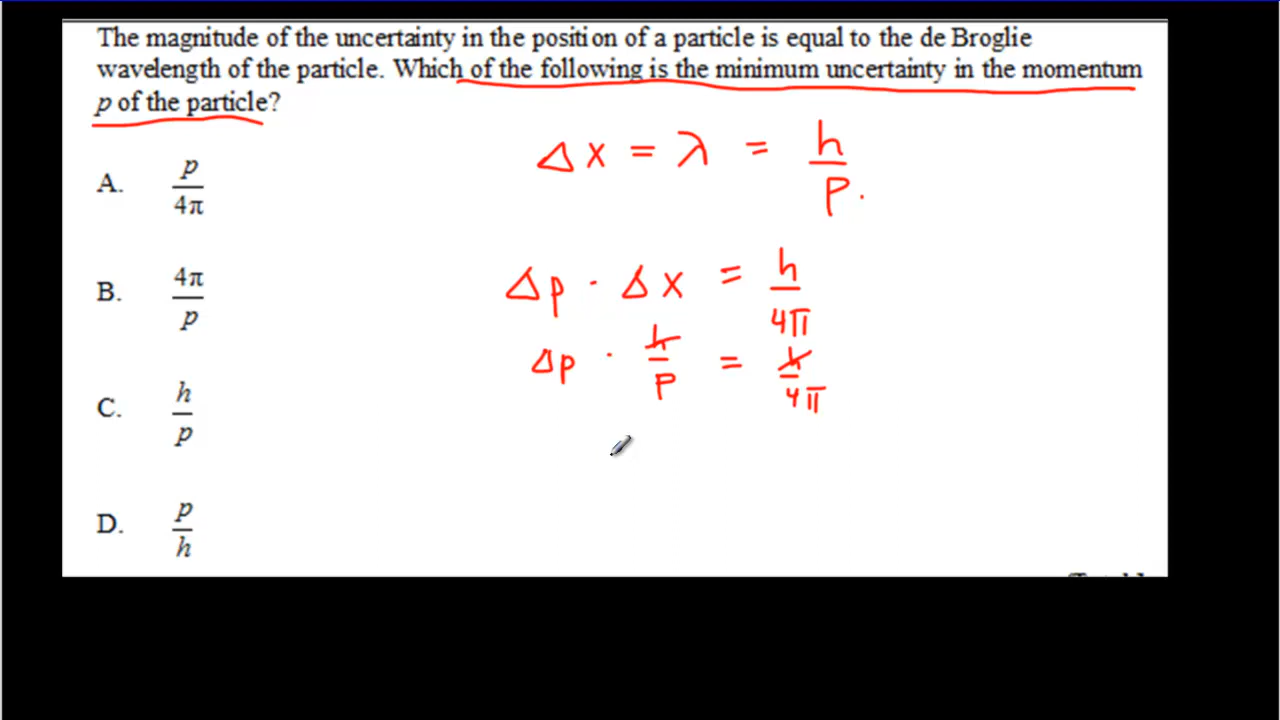 The magnitude of the uncertainty in the position of a particle is equal to the de Broglie
wavelength of the particle. Which of the following is the minimum uncertainty in the momentum
p of the particle?
Δx = λ = h/p.
A. p/4π
Δp · Δx = h/4π
B. 4π/p
Δp · h/p = h/4π
C. h/p
D. p/h